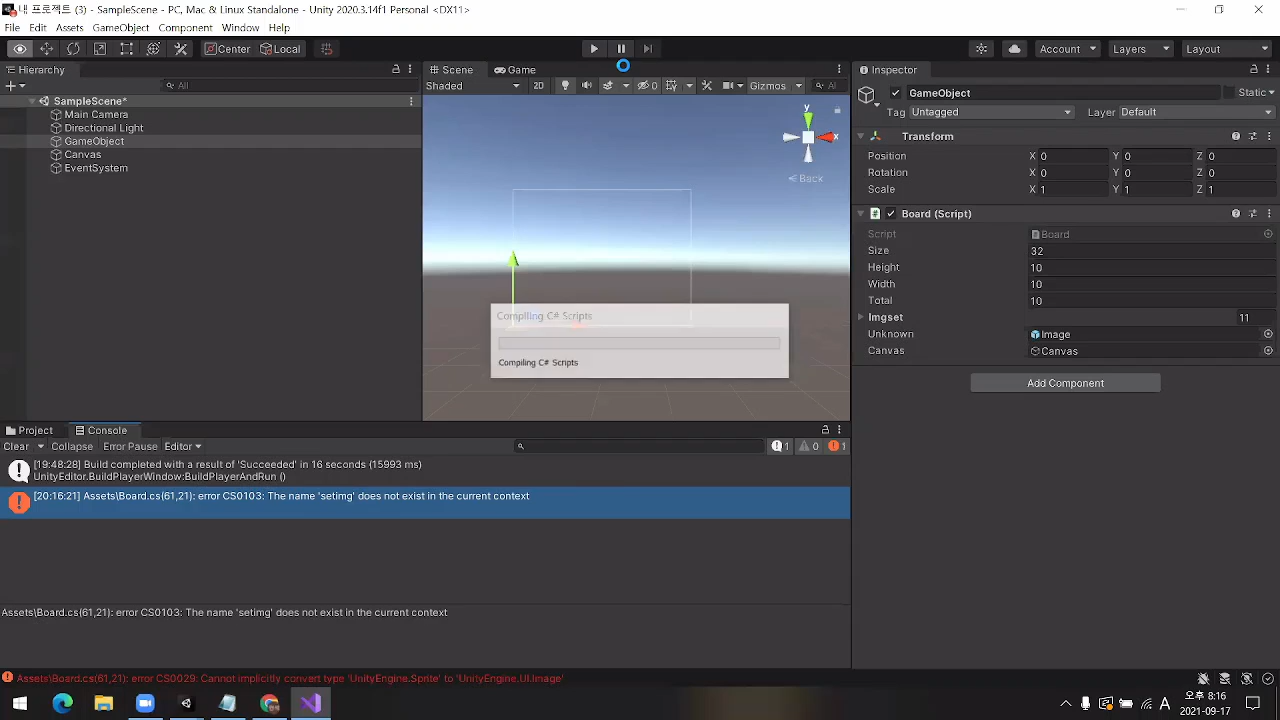 내 프로젝트 (3) - SampleScene - PC, Mac & Linux Standalone - Unity 2020.3.14f1 Personal <DX11>
File Edit Assets GameObject Component Window Help
Center Local
Account Layers Layout
Hierarchy
All
SampleScene*
Main Camera
Directional Light
GameObject
Canvas
EventSystem
Scene Game
Shaded 2D 0 Gizmos Al
y
x
Back
Compiling C# Scripts
Compiling C# Scripts
Inspector
GameObject Static
Tag Untagged Layer Default
Transform
Position X 0 Y 0 Z 0
Rotation X 0 Y 0 Z 0
Scale X 1 Y 1 Z 1
# Board (Script)
Script Board
Size 32
Height 10
Width 10
Total 10
Imgset 11
Unknown Image
Canvas Canvas
Add Component
Project Console
Clear Collapse Error Pause Editor 1 0 1
[19:48:28] Build completed with a result of 'Succeeded' in 16 seconds (15993 ms)
UnityEditor.BuildPlayerWindow:BuildPlayerAndRun ()
[20:16:21] Assets\Board.cs(61,21): error CS0103: The name 'setimg' does not exist in the current context
Assets\Board.cs(61,21): error CS0103: The name 'setimg' does not exist in the current context
Assets\Board.cs(61,21): error CS0029: Cannot implicitly convert type 'UnityEngine.Sprite' to 'UnityEngine.UI.Image'
A 오후 8:16
2021-09-17